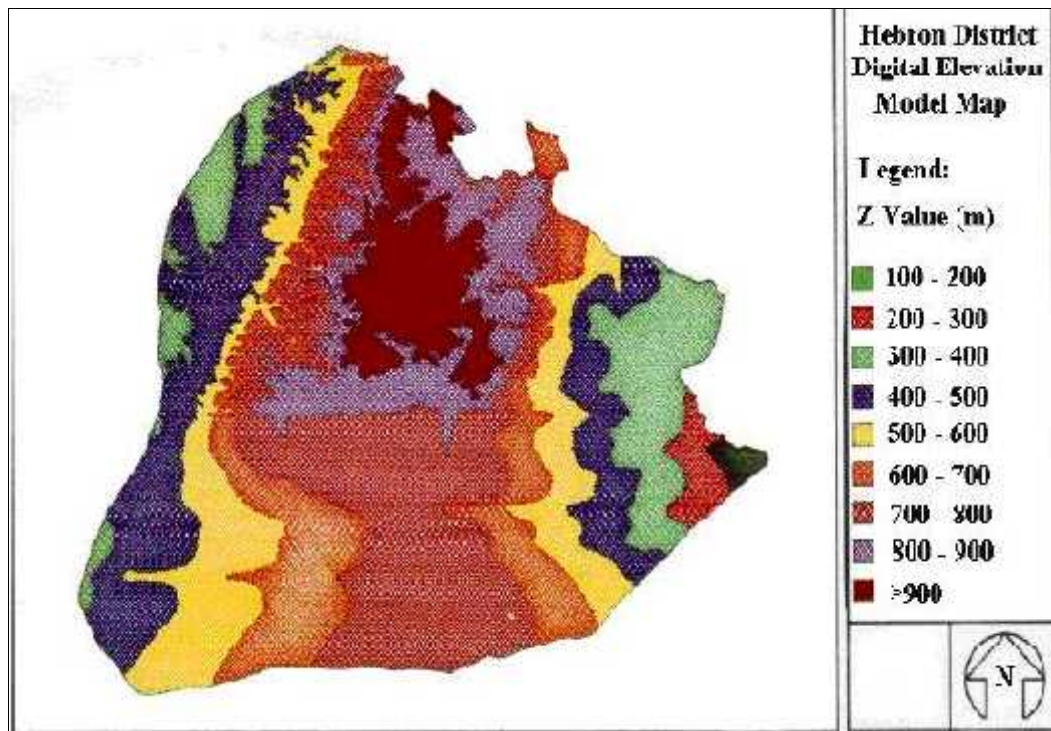 Hebron District
Digital Elevation
Model Map
Legend:
Z Value (m)
100 - 200
200 - 300
300 - 400
400 - 500
500 - 600
600 - 700
700 - 800
800 - 900
>900
N